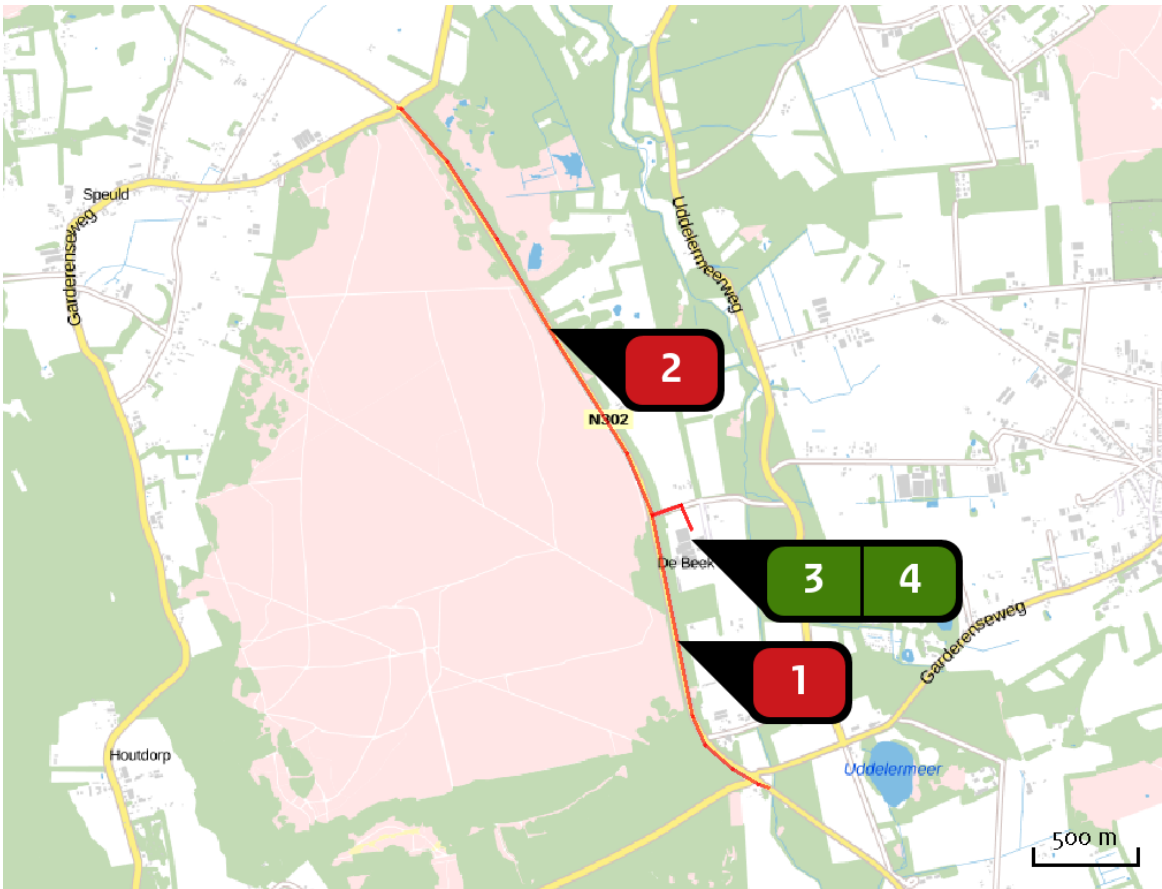 Speuld
Garderenseweg
Uddelermeerweg
2
N302
De Beek
3 4
Garderenseweg
1
Houtdorp
Uddelermeer
500 m